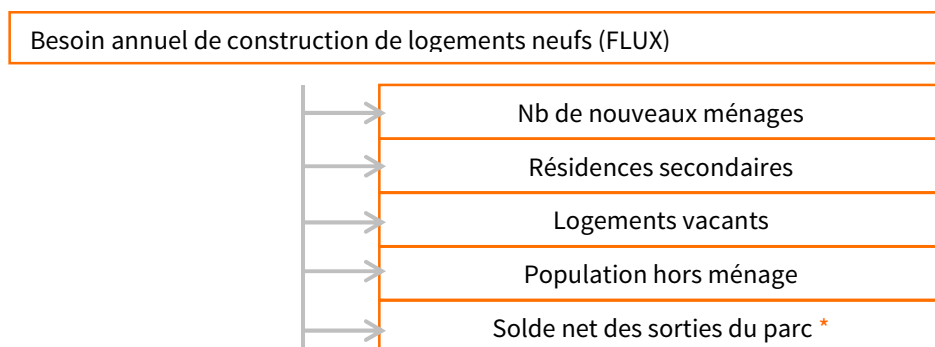 Besoin annuel de construction de logements neufs (FLUX)
Nb de nouveaux ménages
Résidences secondaires
Logements vacants
Population hors ménage
Solde net des sorties du parc *